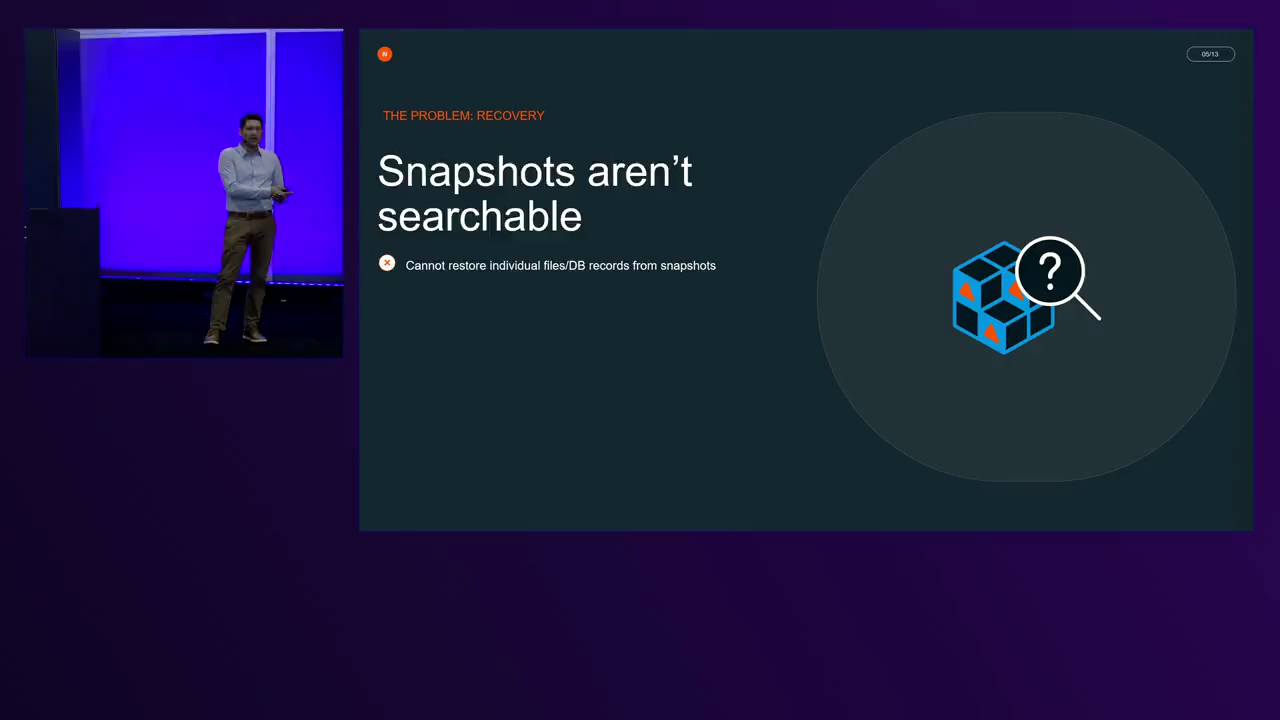 N
05/13
THE PROBLEM: RECOVERY
Snapshots aren’t
searchable
Cannot restore individual files/DB records from snapshots
?